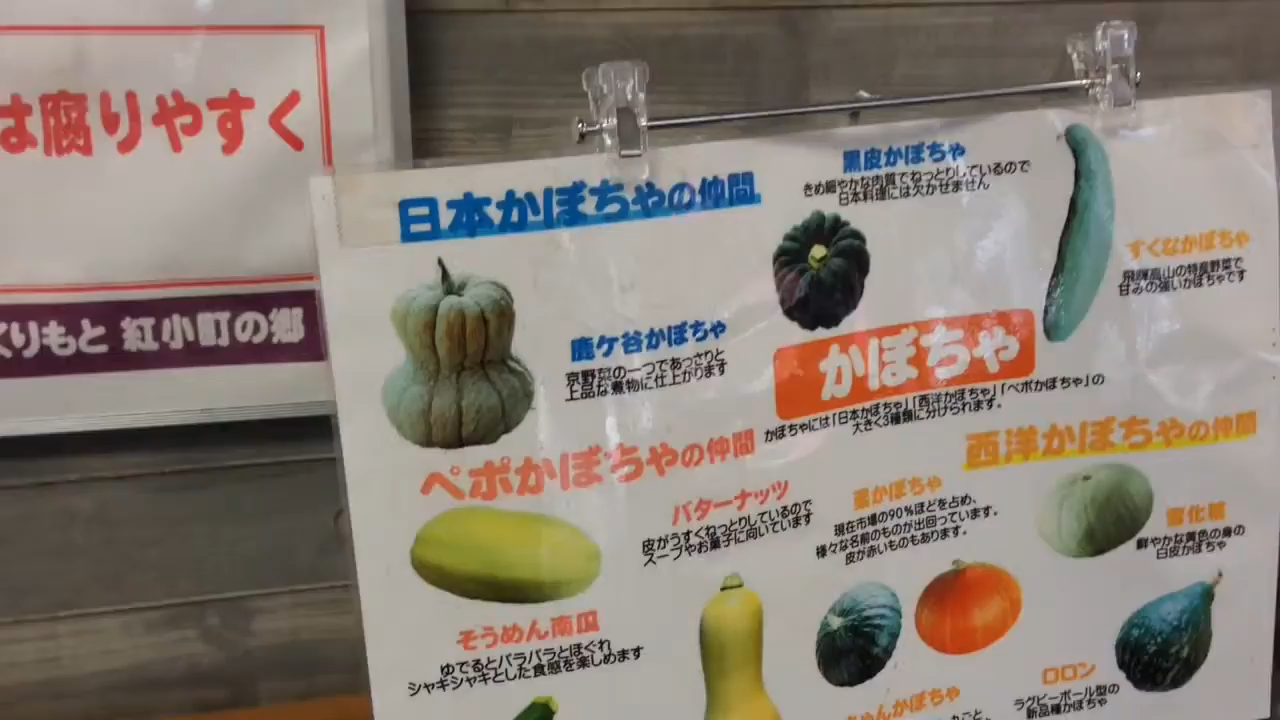 は腐りやすく
くりもと 紅小町の郷
日本かぼちゃの仲間
黒皮かぼちゃ
きめ細やかな肉質でねっとりしているので
日本料理には欠かせません
すくなかぼちゃ
飛騨高山の特産野菜で
甘みの強いかぼちゃです
鹿ケ谷かぼちゃ
京野菜の一つであっさりと
上品な煮物に仕上がります
かぼちゃ
かぼちゃには「日本かぼちゃ」「西洋かぼちゃ」「ペポかぼちゃ」の
大きく3種類に分けられます。
ペポかぼちゃの仲間
西洋かぼちゃの仲間
バターナッツ
皮がうすくねっとりしているので
スープやお菓子に向いています
栗かぼちゃ
現在市場の90%ほどを占め、
様々な名前のものが出回っています。
皮が赤いものもあります。
雪化粧
鮮やかな黄色の身の
白皮かぼちゃ
そうめん南瓜
ゆでるとバラバラとほぐれ
シャキシャキとした食感を楽しめます
ロロン
ラグビーボール型の
新品種かぼちゃ
ちゃんかぼちゃ